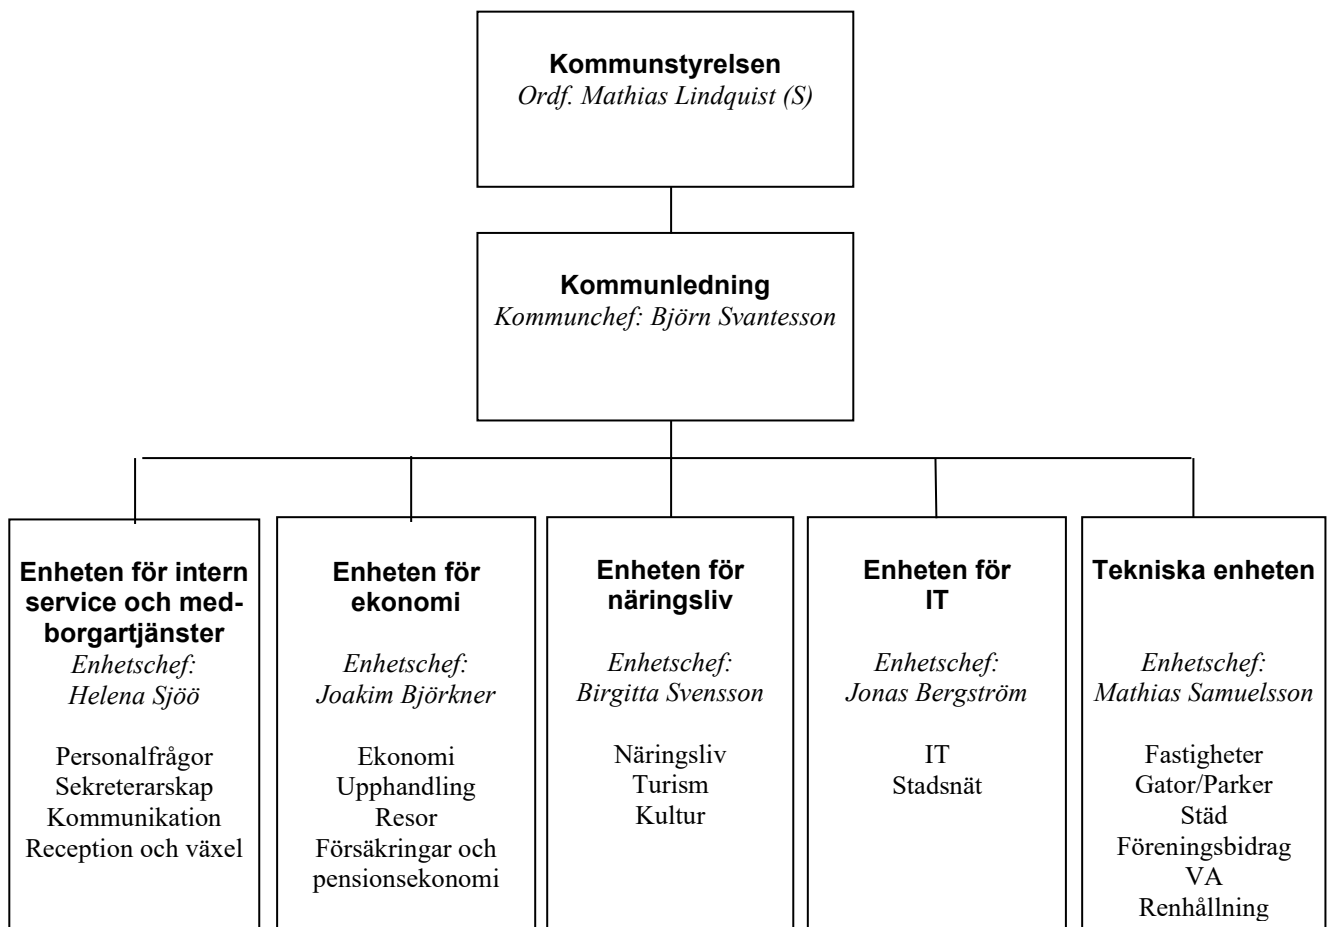 Kommunstyrelsen
Ordf. Mathias Lindquist (S)
Kommunledning
Kommunchef: Björn Svantesson
Enheten för intern
service och med-
borgartjänster
Enhetschef:
Helena Sjöö
Personalfrågor
Sekreterarskap
Kommunikation
Reception och växel
Enheten för
ekonomi
Enhetschef:
Joakim Björkner
Ekonomi
Upphandling
Resor
Försäkringar och
pensionsekonomi
Enheten för
näringsliv
Enhetschef:
Birgitta Svensson
Näringsliv
Turism
Kultur
Enheten för
IT
Enhetschef:
Jonas Bergström
IT
Stadsnät
Tekniska enheten
Enhetschef:
Mathias Samuelsson
Fastigheter
Gator/Parker
Städ
Föreningsbidrag
VA
Renhållning